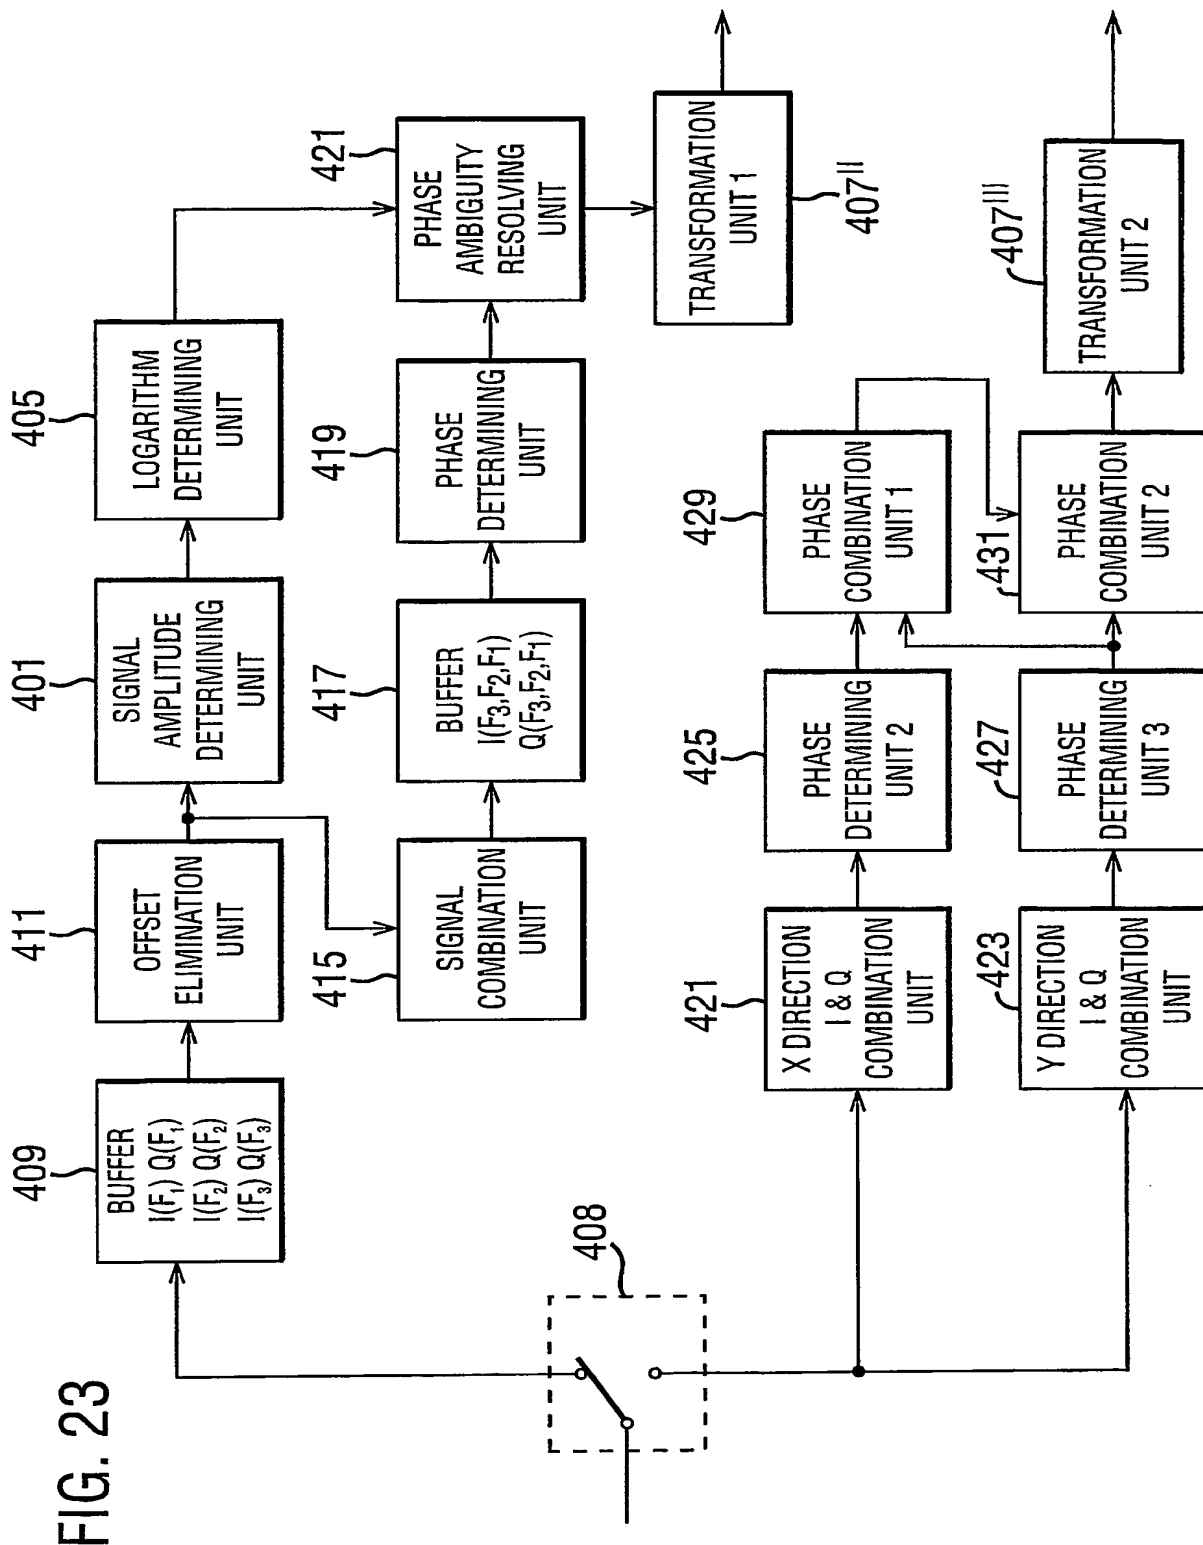 FIG. 23
409
BUFFER
I(F₁) Q(F₁)
I(F₂) Q(F₂)
I(F₃) Q(F₃)
411
OFFSET
ELIMINATION
UNIT
401
SIGNAL
AMPLITUDE
DETERMINING
UNIT
405
LOGARITHM
DETERMINING
UNIT
415
SIGNAL
COMBINATION
UNIT
417
BUFFER
I(F₃,F₂,F₁)
Q(F₃,F₂,F₁)
419
PHASE
DETERMINING
UNIT
421
PHASE
AMBIGUITY
RESOLVING
UNIT
TRANSFORMATION
UNIT 1
407ᴵᴵ
408
421
X DIRECTION
I & Q
COMBINATION
UNIT
425
PHASE
DETERMINING
UNIT 2
429
PHASE
COMBINATION
UNIT 1
423
Y DIRECTION
I & Q
COMBINATION
UNIT
427
PHASE
DETERMINING
UNIT 3
431
PHASE
COMBINATION
UNIT 2
407ᴵᴵᴵ
TRANSFORMATION
UNIT 2